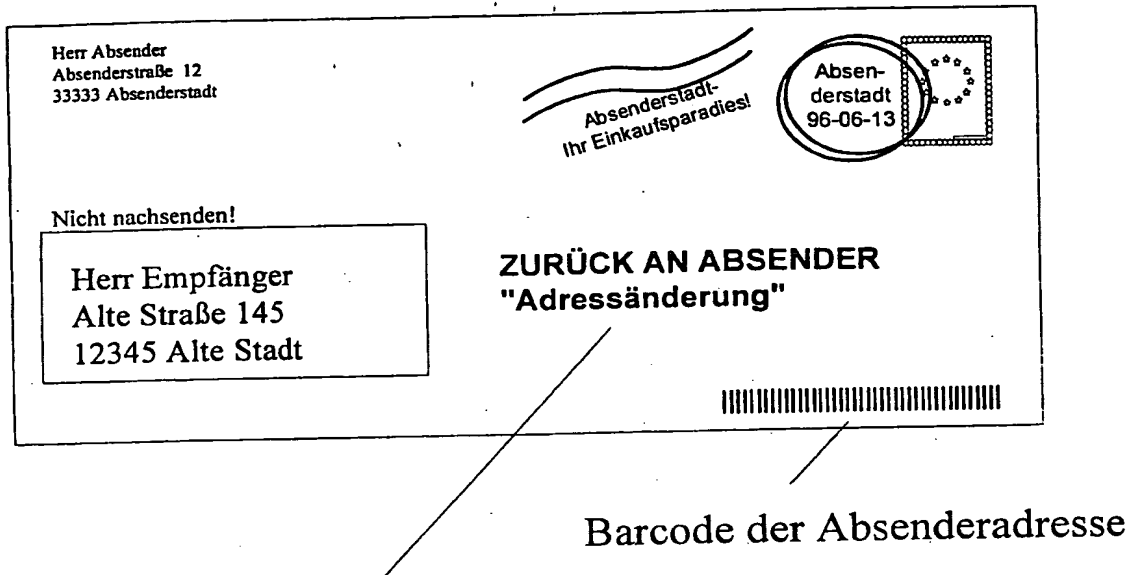 Herr Absender
Absenderstraße 12
33333 Absenderstadt
Absenderstadt-
Ihr Einkaufsparadies!
Absen-
derstadt
96-06-13
Nicht nachsenden!
Herr Empfänger
Alte Straße 145
12345 Alte Stadt
ZURÜCK AN ABSENDER
"Adressänderung"
Barcode der Absenderadresse